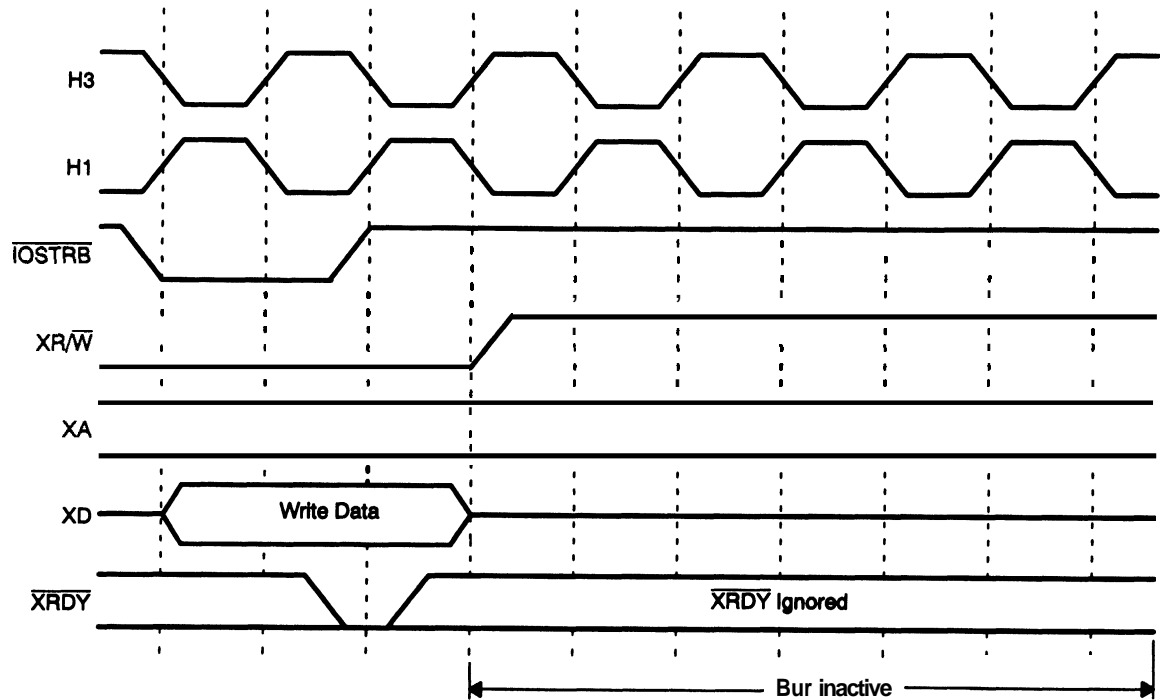 H3
H1
IOSTRB
XR/W
XA
XD
Write Data
XRDY
XRDY Ignored
Bur inactive